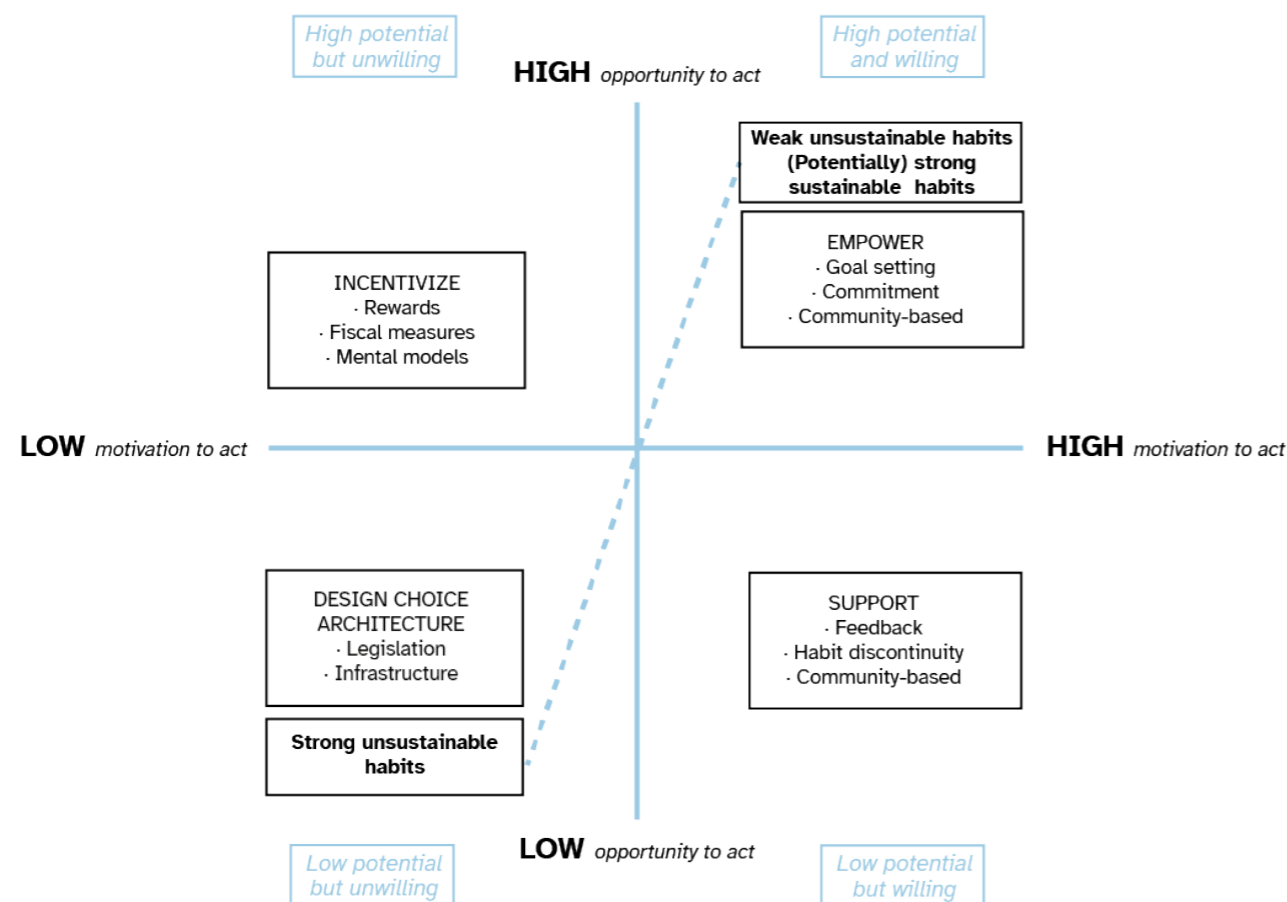 High potential
but unwilling
High potential
and willing
HIGH opportunity to act
Weak unsustainable habits
(Potentially) strong
sustainable habits
EMPOWER
· Goal setting
· Commitment
· Community-based
INCENTIVIZE
· Rewards
· Fiscal measures
· Mental models
LOW motivation to act
HIGH motivation to act
DESIGN CHOICE
ARCHITECTURE
· Legislation
· Infrastructure
SUPPORT
· Feedback
· Habit discontinuity
· Community-based
Strong unsustainable
habits
LOW opportunity to act
Low potential
but unwilling
Low potential
but willing